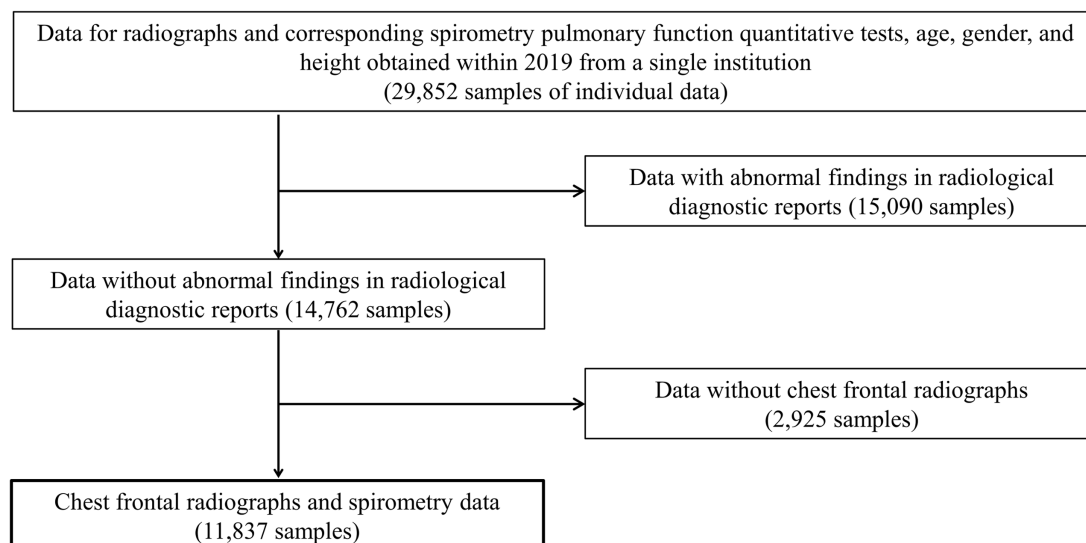 Data for radiographs and corresponding spirometry pulmonary function quantitative tests, age, gender, and
height obtained within 2019 from a single institution
(29,852 samples of individual data)
Data with abnormal findings in radiological
diagnostic reports (15,090 samples)
Data without abnormal findings in radiological
diagnostic reports (14,762 samples)
Data without chest frontal radiographs
(2,925 samples)
Chest frontal radiographs and spirometry data
(11,837 samples)